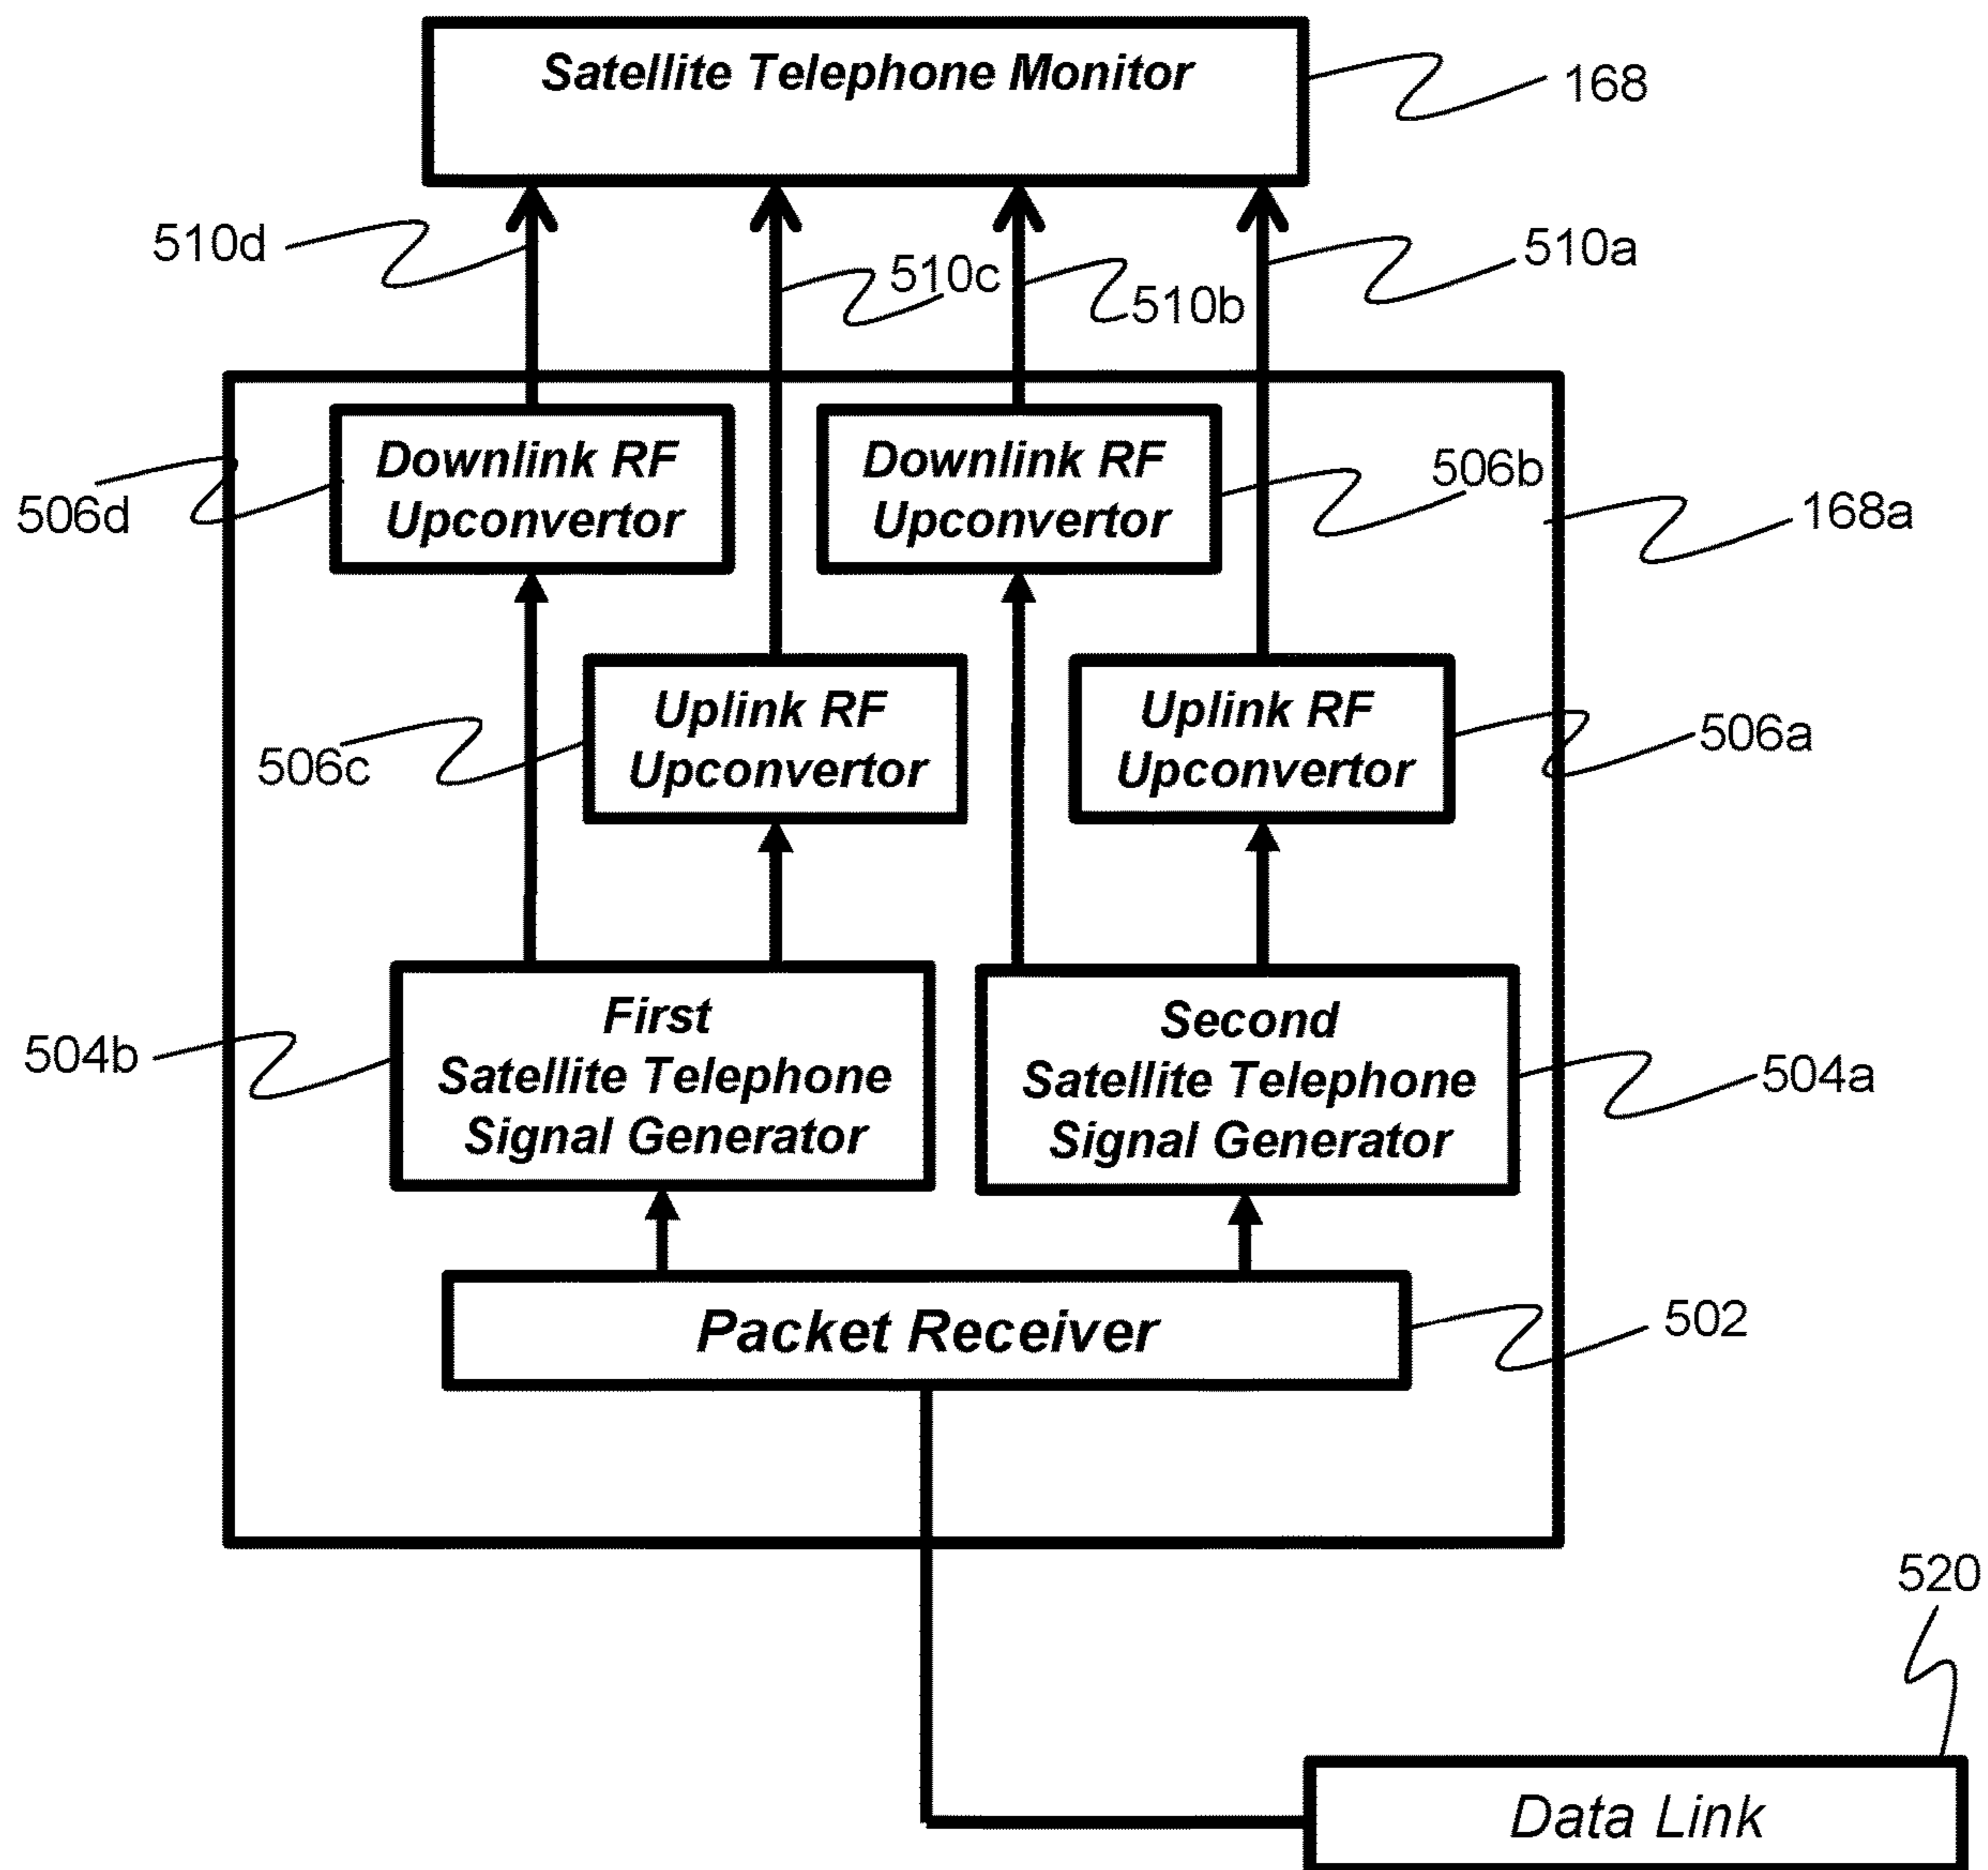 Satellite Telephone Monitor
168
510d
510c
510b
510a
Downlink RF
Upconvertor
Downlink RF
Upconvertor
506d
506b
168a
Uplink RF
Upconvertor
Uplink RF
Upconvertor
506c
506a
First
Satellite Telephone
Signal Generator
Second
Satellite Telephone
Signal Generator
504b
504a
Packet Receiver
502
520
Data Link